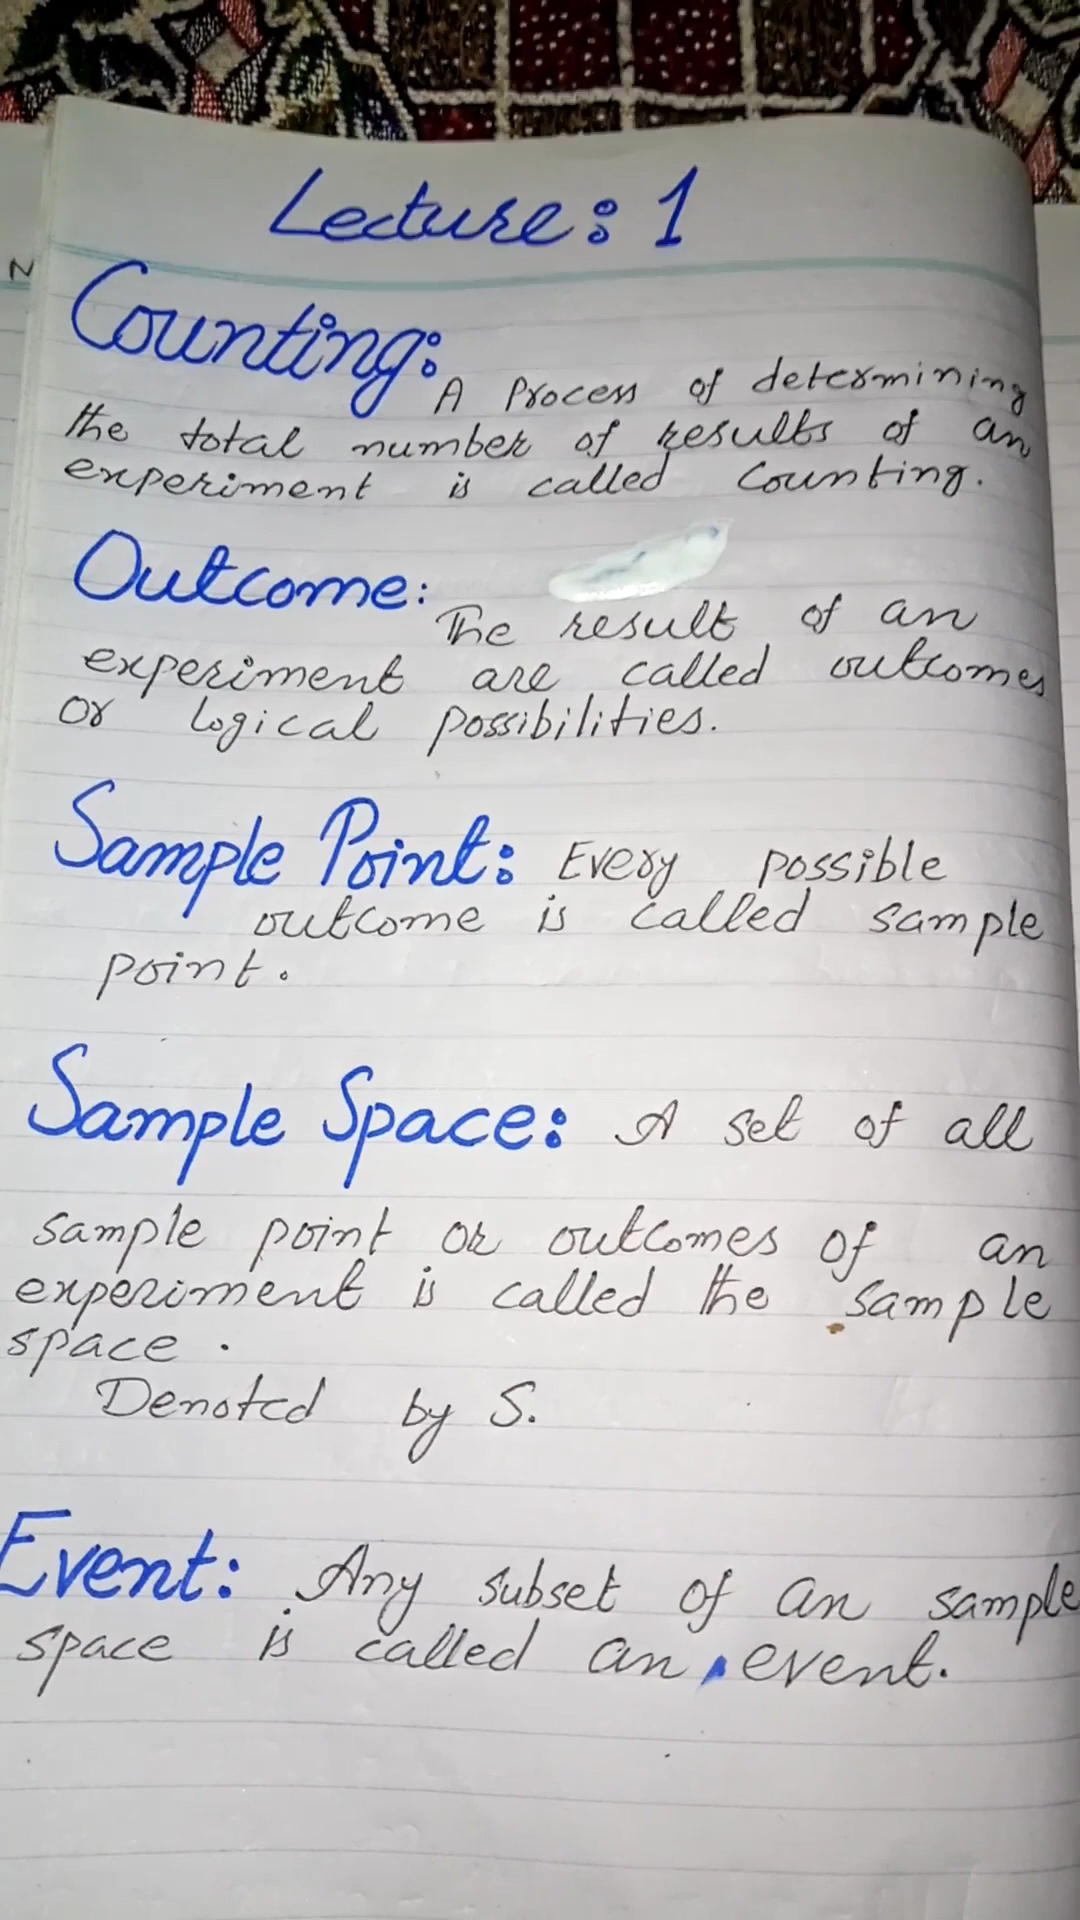 Lecture: 1
N
Counting:
A Process of determining
the total number of results of an
experiment is called Counting.
Outcome:
The result of an
experiment are called outcomes
or logical possibilities.
Sample Point: Every possible
outcome is called sample
point.
Sample Space: A set of all
sample point or outcomes of an
experiment is called the sample
space.
Denoted by S.
Event: Any subset of an sample
space is called an event.